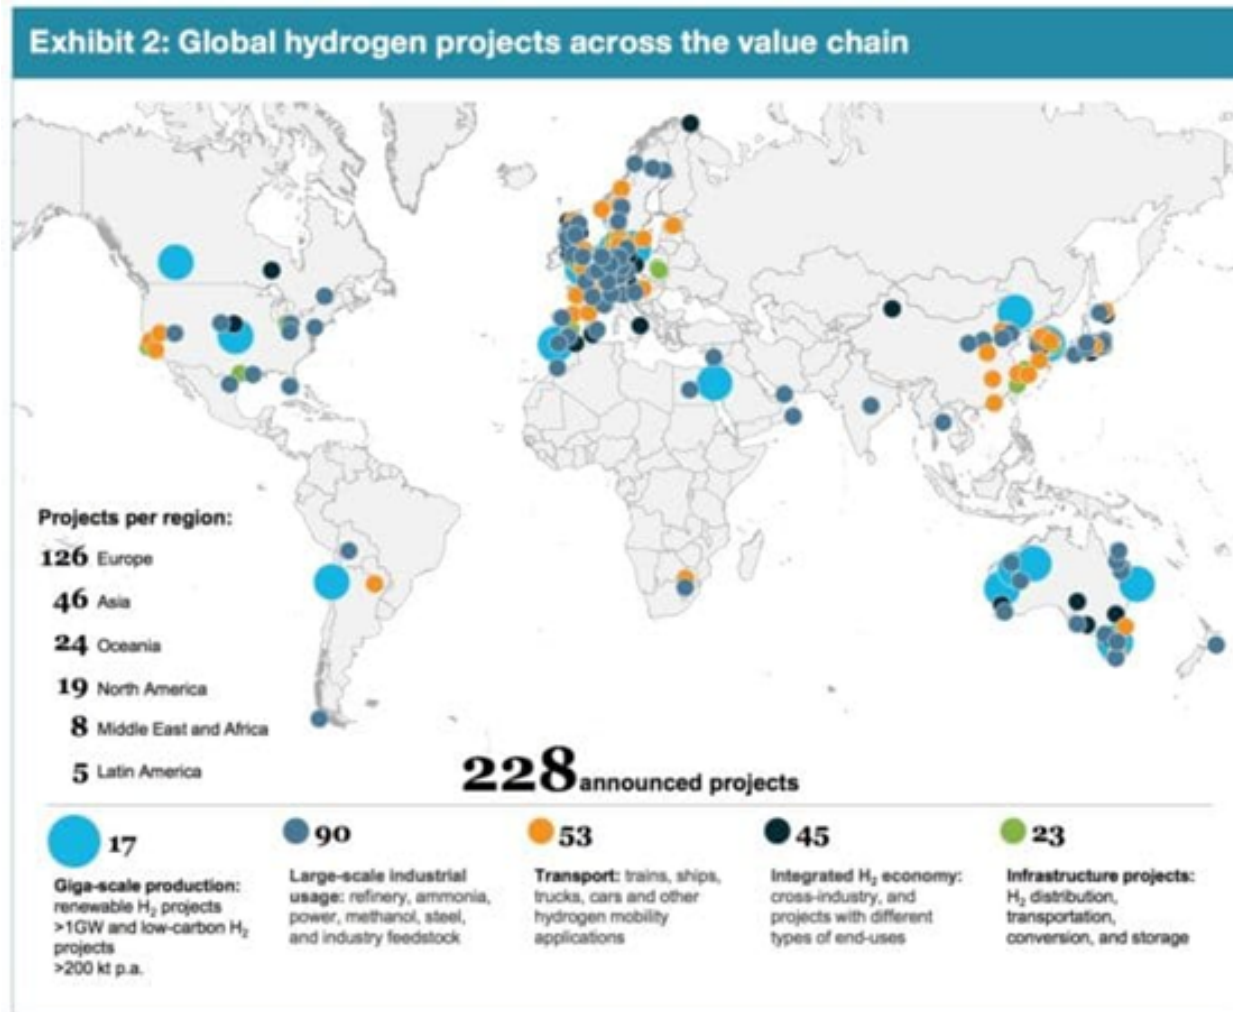 Exhibit 2: Global hydrogen projects across the value chain
Projects per region:
126 Europe
46 Asia
24 Oceania
19 North America
8 Middle East and Africa
5 Latin America
228 announced projects
17
Giga-scale production:
renewable H₂ projects
>1GW and low-carbon H₂
projects
>200 kt p.a.
90
Large-scale industrial
usage: refinery, ammonia,
power, methanol, steel,
and industry feedstock
53
Transport: trains, ships,
trucks, cars and other
hydrogen mobility
applications
45
Integrated H₂ economy:
cross-industry, and
projects with different
types of end-uses
23
Infrastructure projects:
H₂ distribution,
transportation,
conversion, and storage